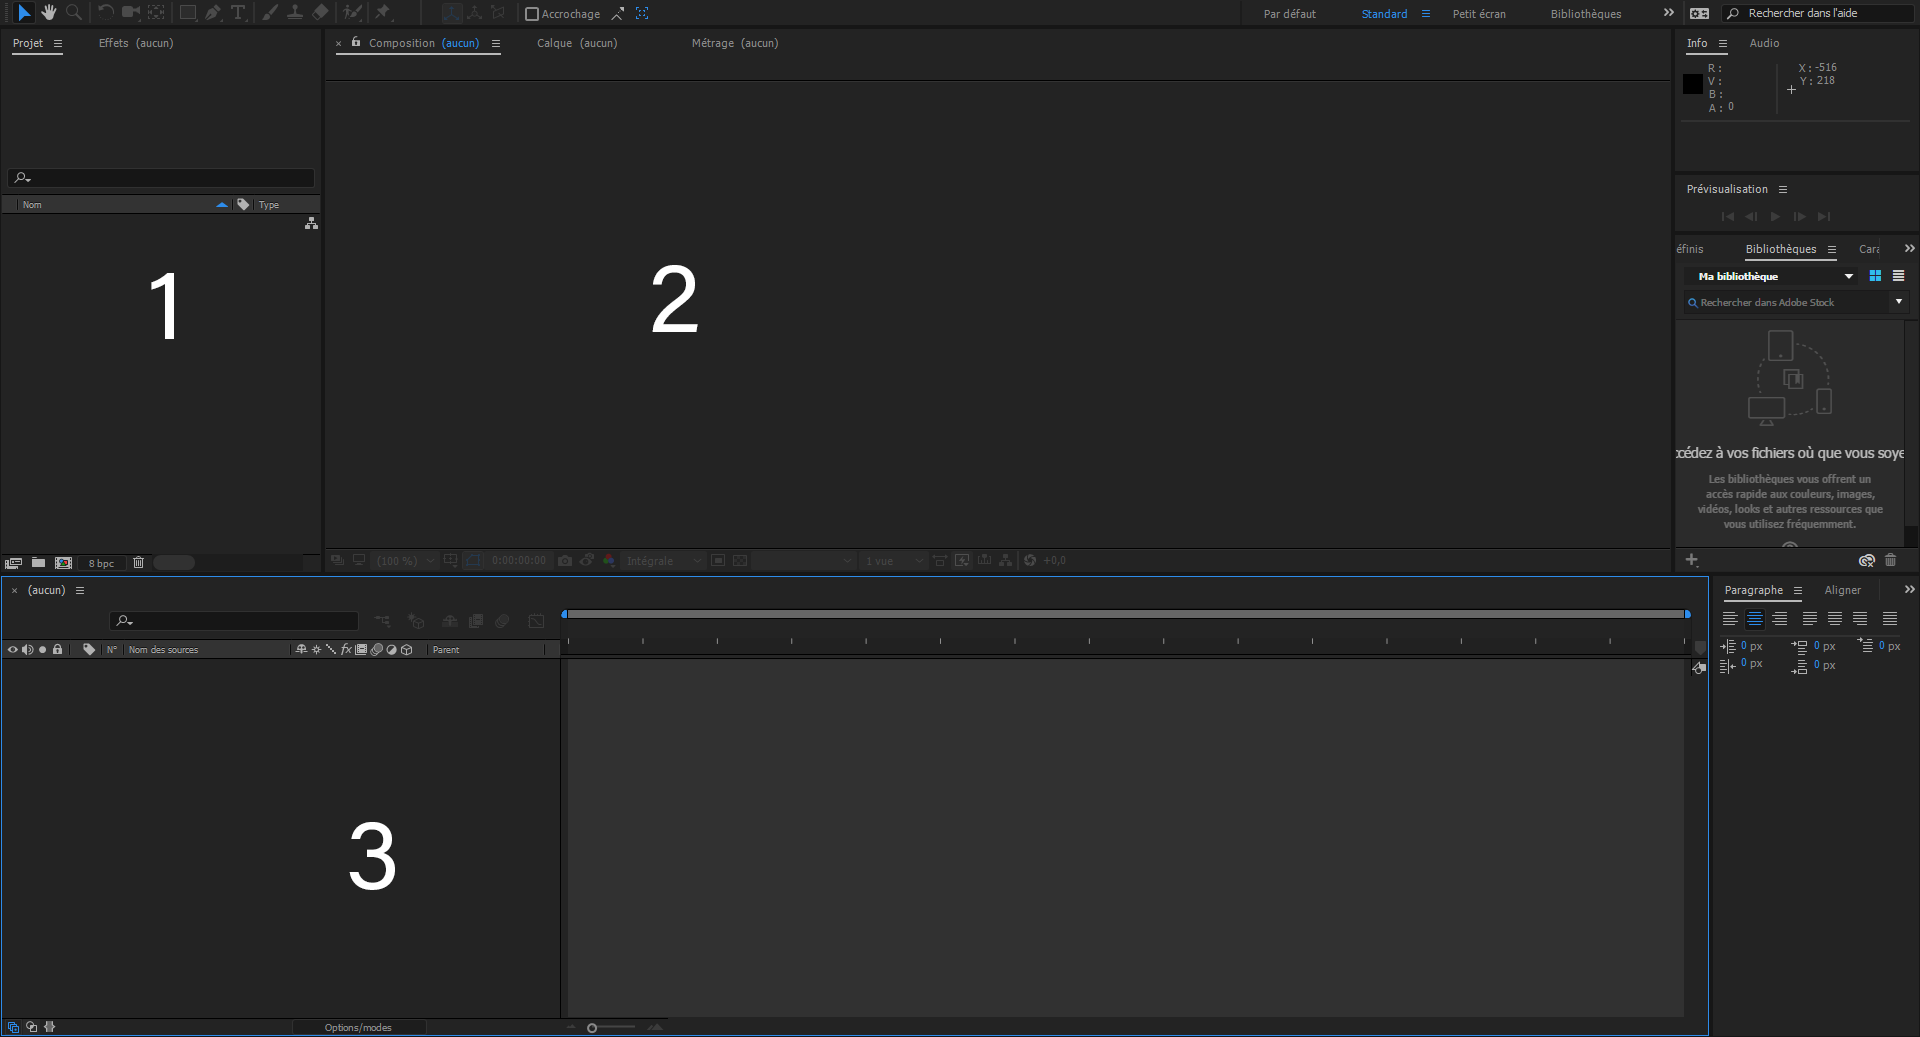 Accrochage
Par défaut
Standard
Petit écran
Bibliothèques
Rechercher dans l'aide
Projet
Effets (aucun)
Composition (aucun)
Calque (aucun)
Métrage (aucun)
Info
Audio
R :
V :
B :
A : 0
X : -516
Y : 218
Nom
Type
1
2
Prévisualisation
éfinis
Bibliothèques
Ma bibliothèque
Rechercher dans Adobe Stock
cédez à vos fichiers où que vous soye
Les bibliothèques vous offrent un
accès rapide aux couleurs, images,
vidéos, looks et autres ressources que
vous utilisez fréquemment.
8 bpc
(100 %)
0:00:00:00
Intégrale
1 vue
+0,0
(aucun)
N°
Nom des sources
fx
Parent
3
Options/modes
Paragraphe
Aligner
0 px
0 px
0 px
0 px
0 px